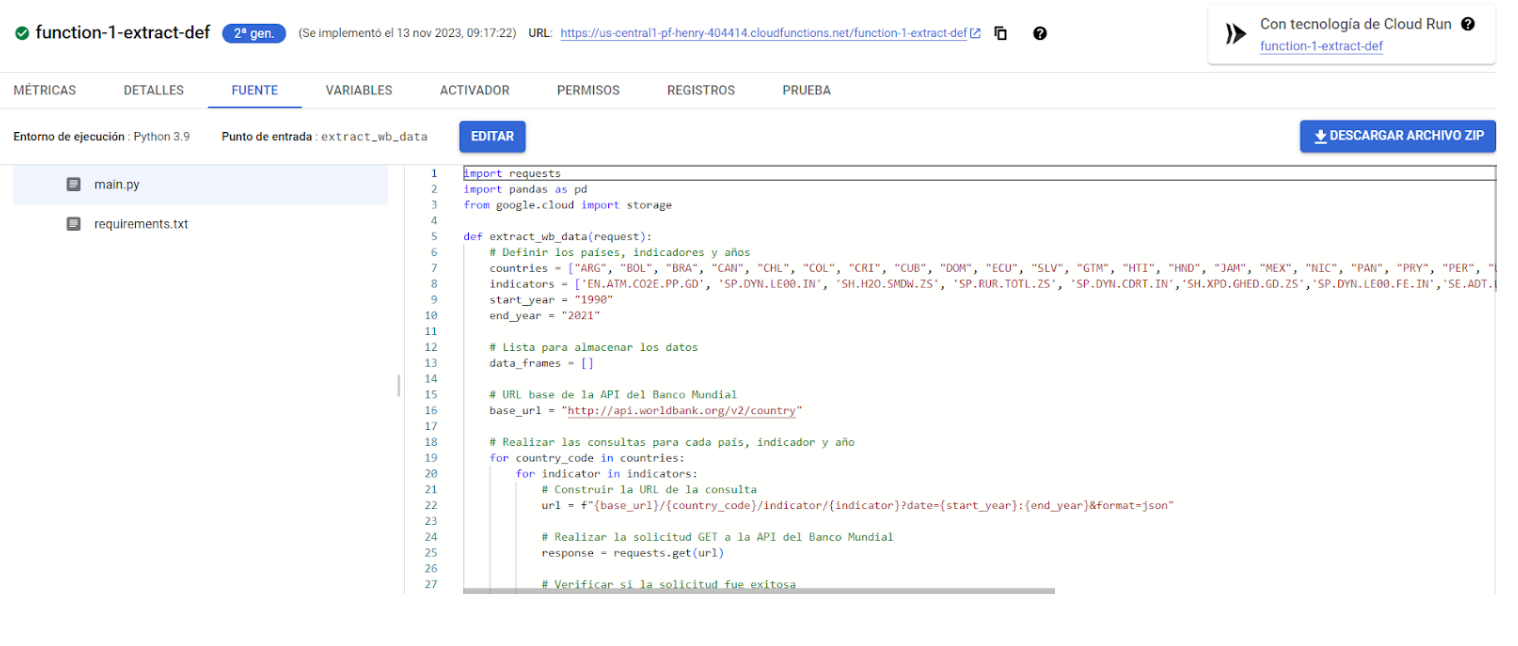 function-1-extract-def 2ª gen. (Se implementó el 13 nov 2023, 09:17:22) URL: https://us-central1-pf-henry-404414.cloudfunctions.net/function-1-extract-def
Con tecnología de Cloud Run
function-1-extract-def
MÉTRICAS DETALLES FUENTE VARIABLES ACTIVADOR PERMISOS REGISTROS PRUEBA
Entorno de ejecución : Python 3.9 Punto de entrada : extract_wb_data EDITAR DESCARGAR ARCHIVO ZIP
main.py
requirements.txt
1 import requests
2 import pandas as pd
3 from google.cloud import storage
4
5 def extract_wb_data(request):
6 # Definir los países, indicadores y años
7 countries = ["ARG", "BOL", "BRA", "CAN", "CHL", "COL", "CRI", "CUB", "DOM", "ECU", "SLV", "GTM", "HTI", "HND", "JAM", "MEX", "NIC", "PAN", "PRY", "PER", "
8 indicators = ['EN.ATM.CO2E.PP.GD', 'SP.DYN.LE00.IN', 'SH.H2O.SMDW.ZS', 'SP.RUR.TOTL.ZS', 'SP.DYN.CDRT.IN','SH.XPD.GHED.GD.ZS','SP.DYN.LE00.FE.IN','SE.ADT.
9 start_year = "1990"
10 end_year = "2021"
11
12 # Lista para almacenar los datos
13 data_frames = []
14
15 # URL base de la API del Banco Mundial
16 base_url = "http://api.worldbank.org/v2/country"
17
18 # Realizar las consultas para cada país, indicador y año
19 for country_code in countries:
20 for indicator in indicators:
21 # Construir la URL de la consulta
22 url = f"{base_url}/{country_code}/indicator/{indicator}?date={start_year}:{end_year}&format=json"
23
24 # Realizar la solicitud GET a la API del Banco Mundial
25 response = requests.get(url)
26
27 # Verificar si la solicitud fue exitosa